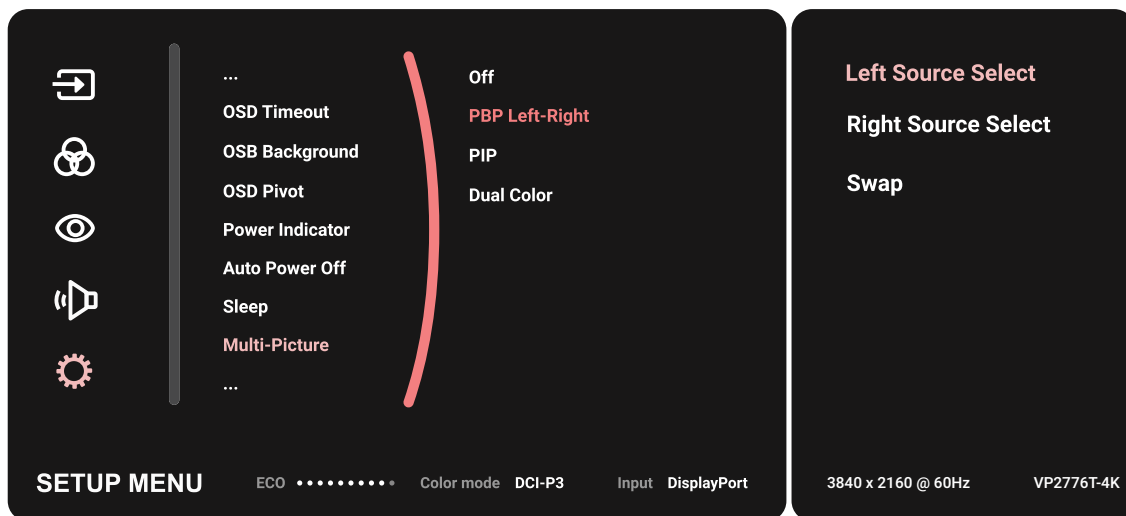 ...
OSD Timeout
OSB Background
OSD Pivot
Power Indicator
Auto Power Off
Sleep
Multi-Picture
...
Off
PBP Left-Right
PIP
Dual Color
Left Source Select
Right Source Select
Swap
SETUP MENU ECO Color mode DCI-P3 Input DisplayPort 3840 x 2160 @ 60Hz VP2776T-4K